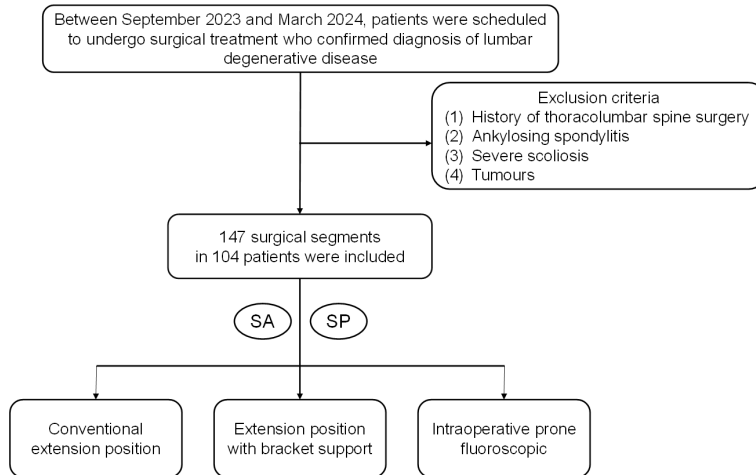 Between September 2023 and March 2024, patients were scheduled
to undergo surgical treatment who confirmed diagnosis of lumbar
degenerative disease
Exclusion criteria
(1) History of thoracolumbar spine surgery
(2) Ankylosing spondylitis
(3) Severe scoliosis
(4) Tumours
147 surgical segments
in 104 patients were included
SA
SP
Conventional
extension position
Extension position
with bracket support
Intraoperative prone
fluoroscopic